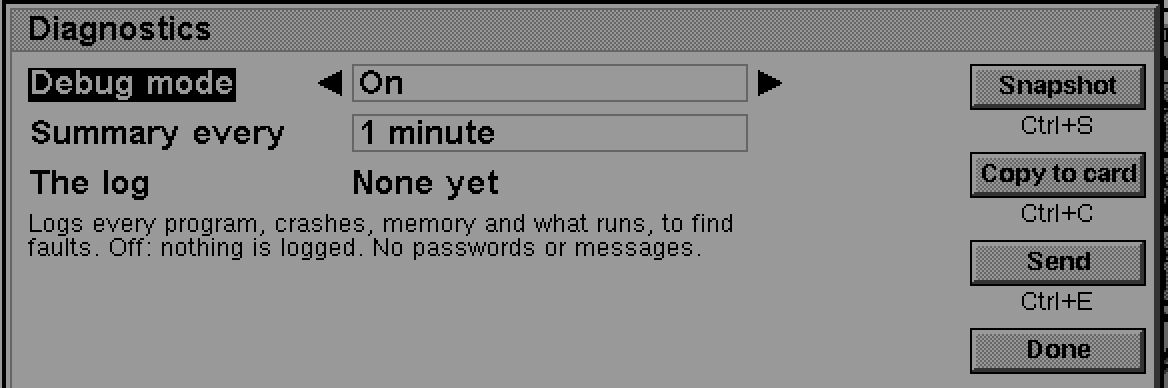 Diagnostics
Debug mode On
Summary every 1 minute
The log None yet
Logs every program, crashes, memory and what runs, to find
faults. Off: nothing is logged. No passwords or messages.
Snapshot
Ctrl+S
Copy to card
Ctrl+C
Send
Ctrl+E
Done